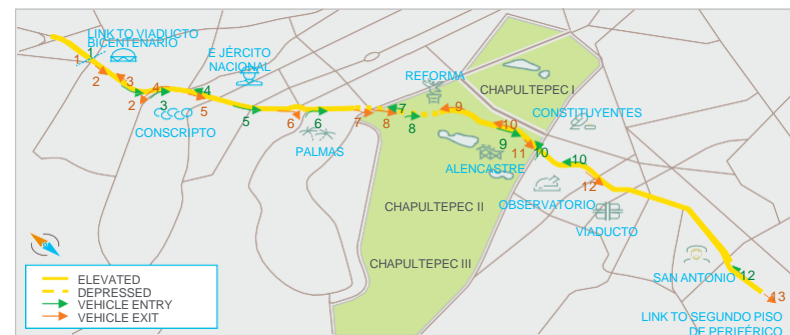 LINK TO VIADUCTO
BICENTENARIO
1
1
2
3
2
4
3
4
5
E JÉRCITO
NACIONAL
CONSCRIPTO
5
6
6
PALMAS
7
8
7
8
REFORMA
9
CHAPULTEPEC I
10
9
11
10
ALENCASTRE
CONSTITUYENTES
10
12
OBSERVATORIO
VIADUCTO
CHAPULTEPEC II
CHAPULTEPEC III
SAN ANTONIO
12
13
LINK TO SEGUNDO PISO
DE PERIFÉRICO
ELEVATED
DEPRESSED
VEHICLE ENTRY
VEHICLE EXIT